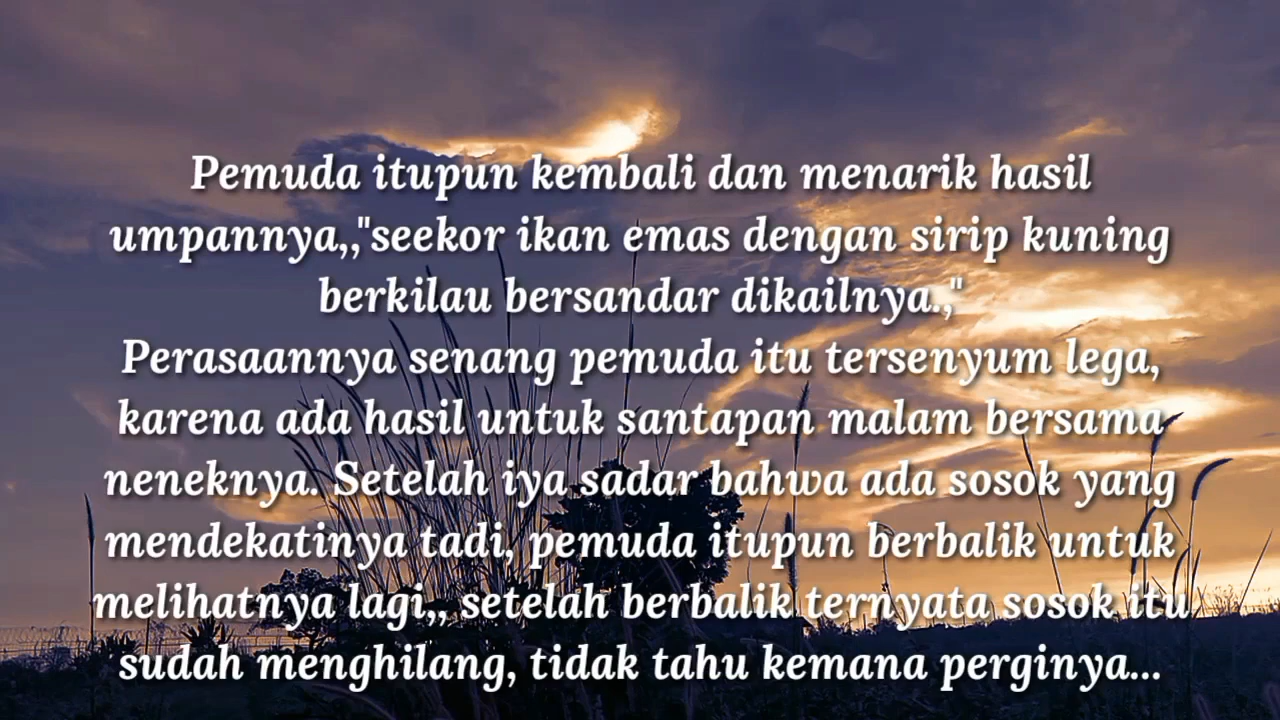 Pemuda itupun kembali dan menarik hasil
umpannya,,"seekor ikan emas dengan sirip kuning
berkilau bersandar dikailnya.,"
Perasaannya senang pemuda itu tersenyum lega,
karena ada hasil untuk santapan malam bersama
neneknya. Setelah iya sadar bahwa ada sosok yang
mendekatinya tadi, pemuda itupun berbalik untuk
melihatnya lagi,, setelah berbalik ternyata sosok itu
sudah menghilang, tidak tahu kemana perginya...